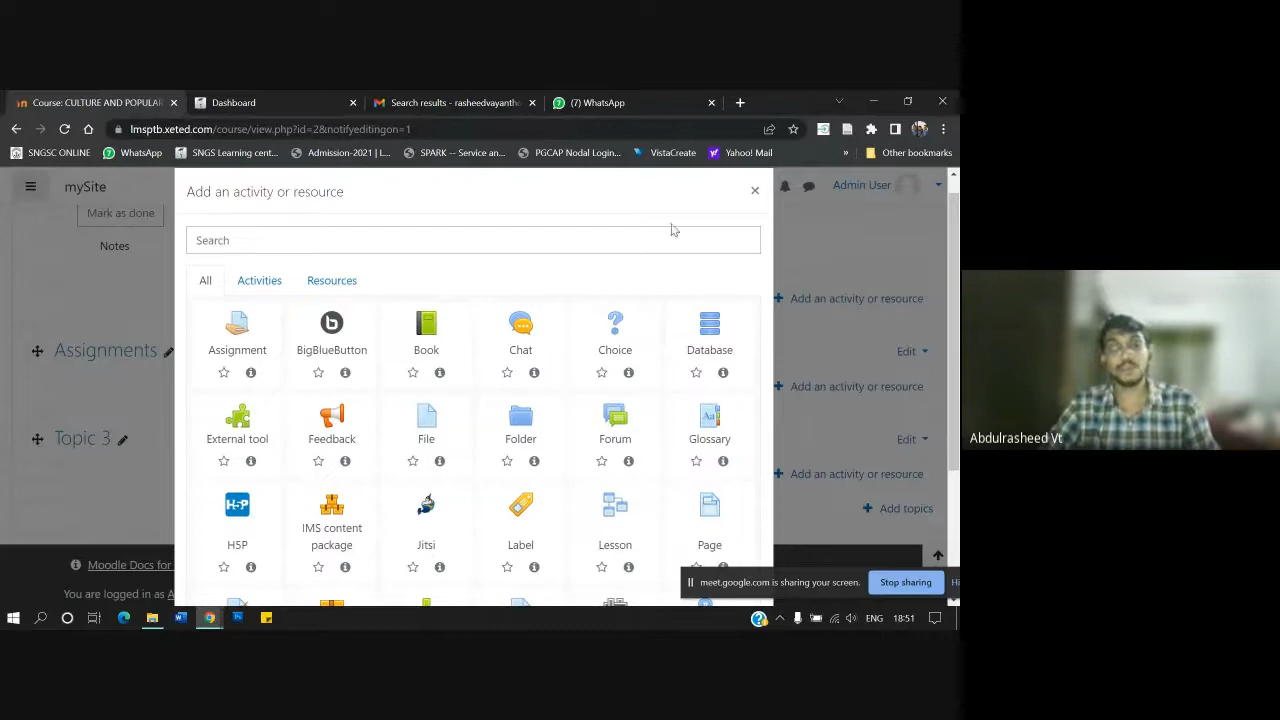 Course: CULTURE AND POPULAR
Dashboard
Search results - rasheedvayantho
(7) WhatsApp
lmsptb.xeted.com/course/view.php?id=2&notifyeditingon=1
SNGSC ONLINE
WhatsApp
SNGS Learning cent...
Admission-2021 | L...
SPARK -- Service an...
PGCAP Nodal Login...
VistaCreate
Yahoo! Mail
»
Other bookmarks
mySite
Add an activity or resource
Admin User
Mark as done
Notes
Search
All
Activities
Resources
Add an activity or resource
Assignment
BigBlueButton
Book
Chat
Choice
Database
Assignments
Edit
Add an activity or resource
External tool
Feedback
File
Folder
Forum
Glossary
Topic 3
Edit
Add an activity or resource
H5P
H5P
IMS content
package
Jitsi
Label
Lesson
Page
Add topics
Moodle Docs for
You are logged in as A
meet.google.com is sharing your screen.
Stop sharing
Hi
ENG
18:51
Abdulrasheed Vt